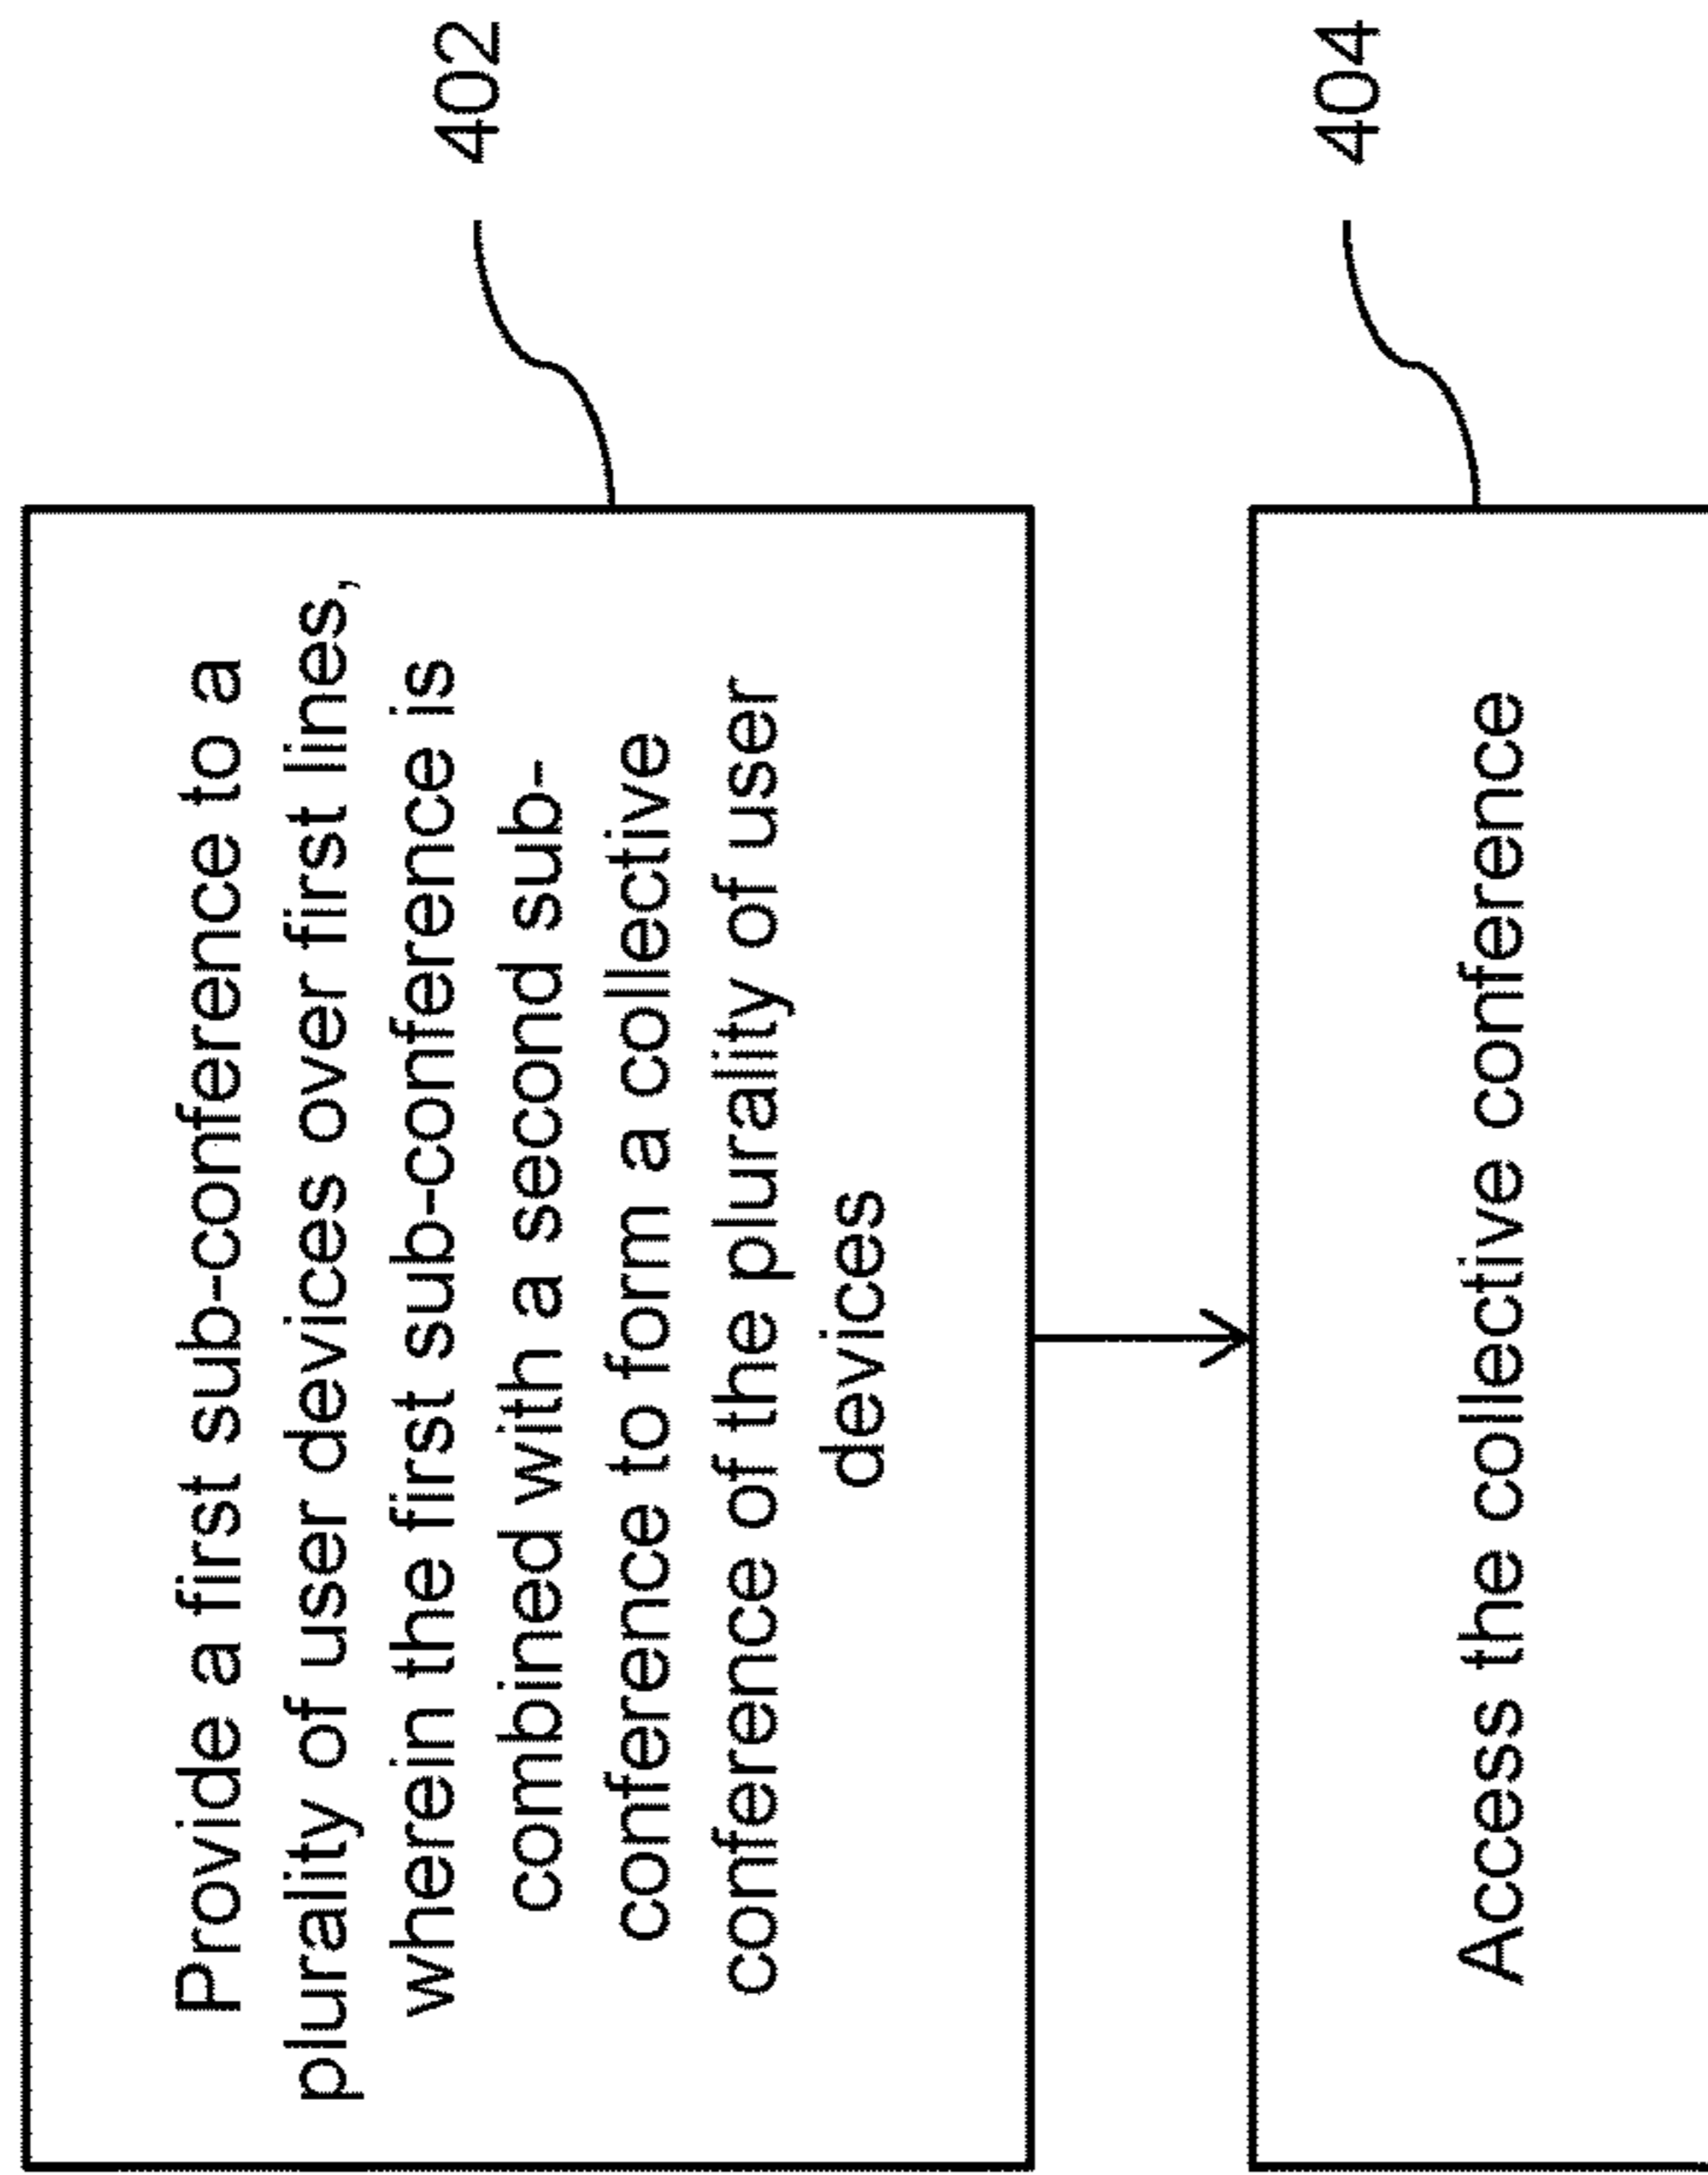 Provide a first sub-conference to a
plurality of user devices over first lines,
wherein the first sub-conference is
combined with a second sub-
conference to form a collective
conference of the plurality of user
devices
402
Access the collective conference
404